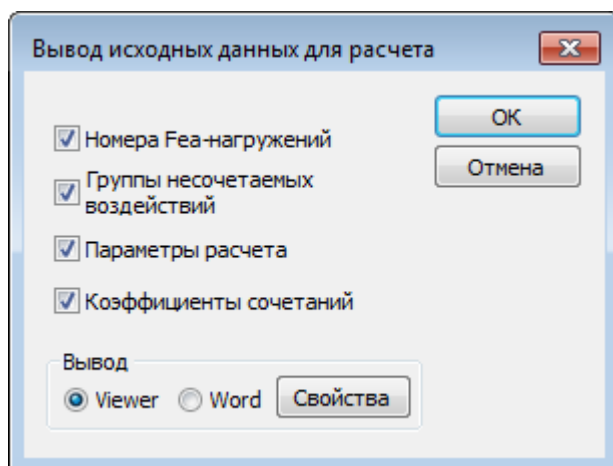 Вывод исходных данных для расчета
OK
Номера Fea-нагружений
Отмена
Группы несочетаемых
воздействий
Параметры расчета
Коэффициенты сочетаний
Вывод
Viewer Word Свойства